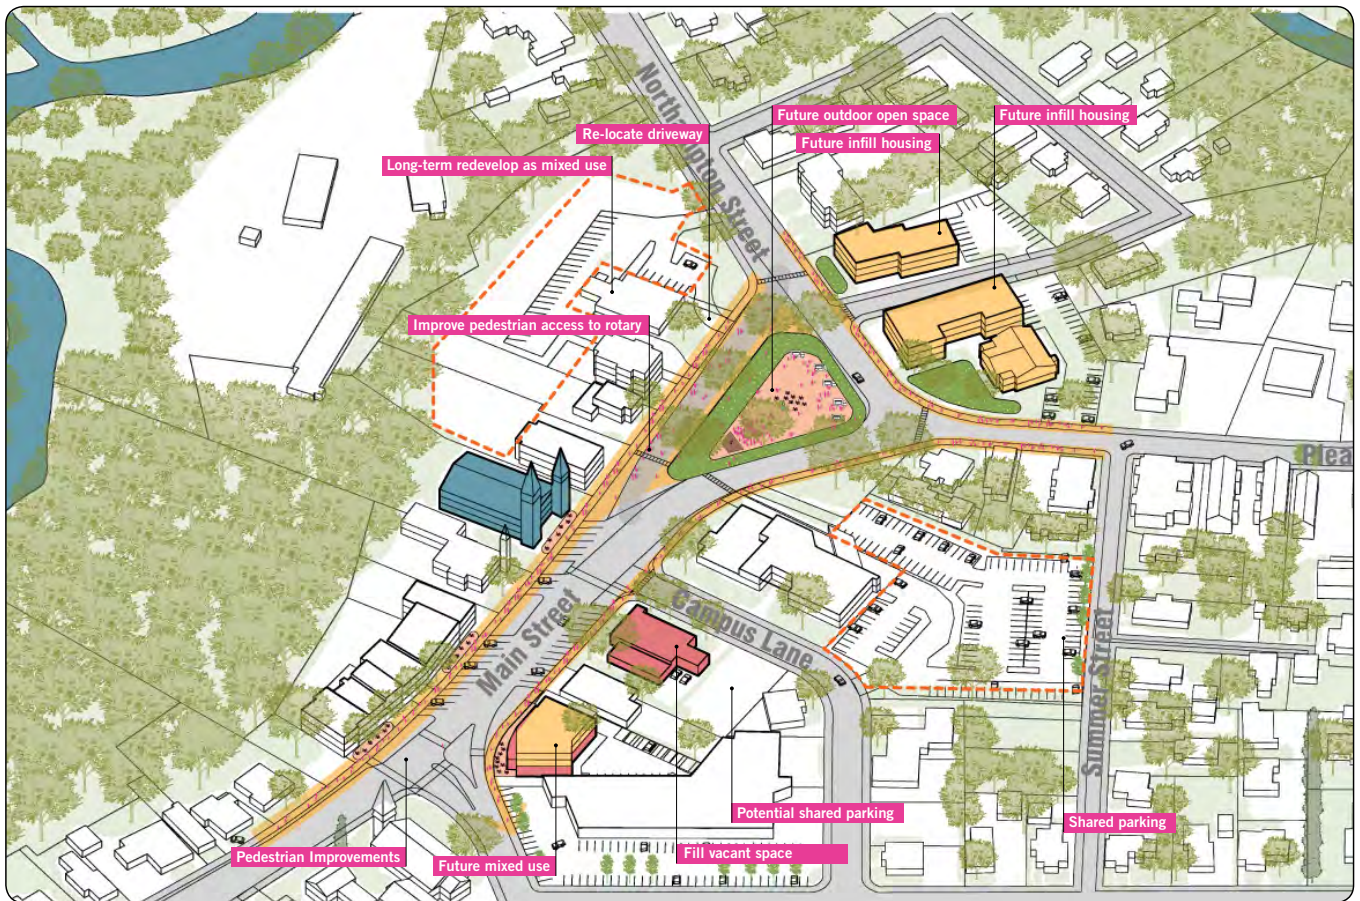 Northampton Street
Future outdoor open space
Future infill housing
Re-locate driveway
Future infill housing
Long-term redevelop as mixed use
Improve pedestrian access to rotary
Plea
Campus Lane
Main Street
Summer Street
Potential shared parking
Shared parking
Pedestrian Improvements
Fill vacant space
Future mixed use